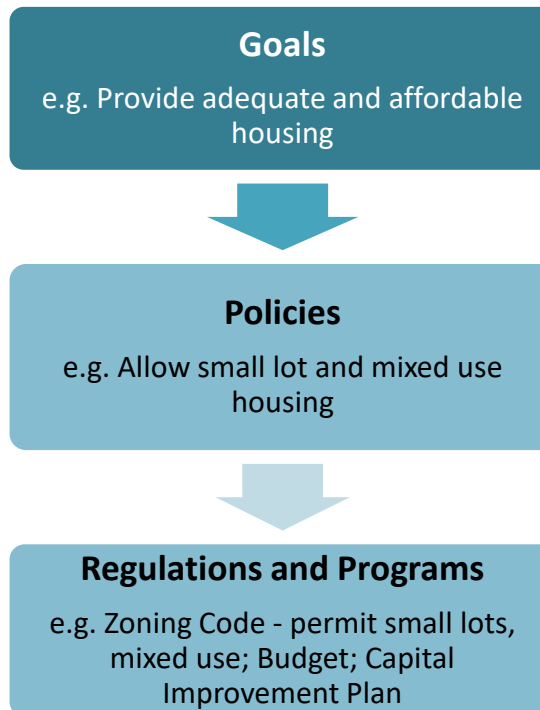 Goals
e.g. Provide adequate and affordable
housing
Policies
e.g. Allow small lot and mixed use
housing
Regulations and Programs
e.g. Zoning Code - permit small lots,
mixed use; Budget; Capital
Improvement Plan